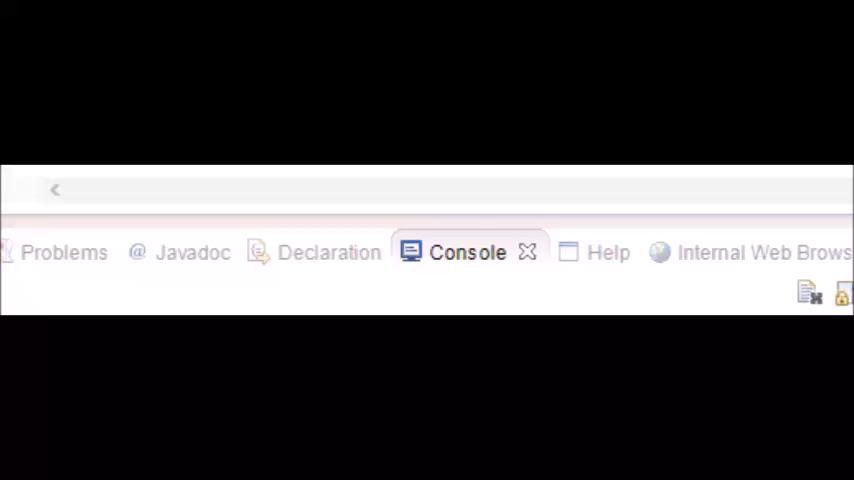 Problems @ Javadoc Declaration Console Help Internal Web Brows